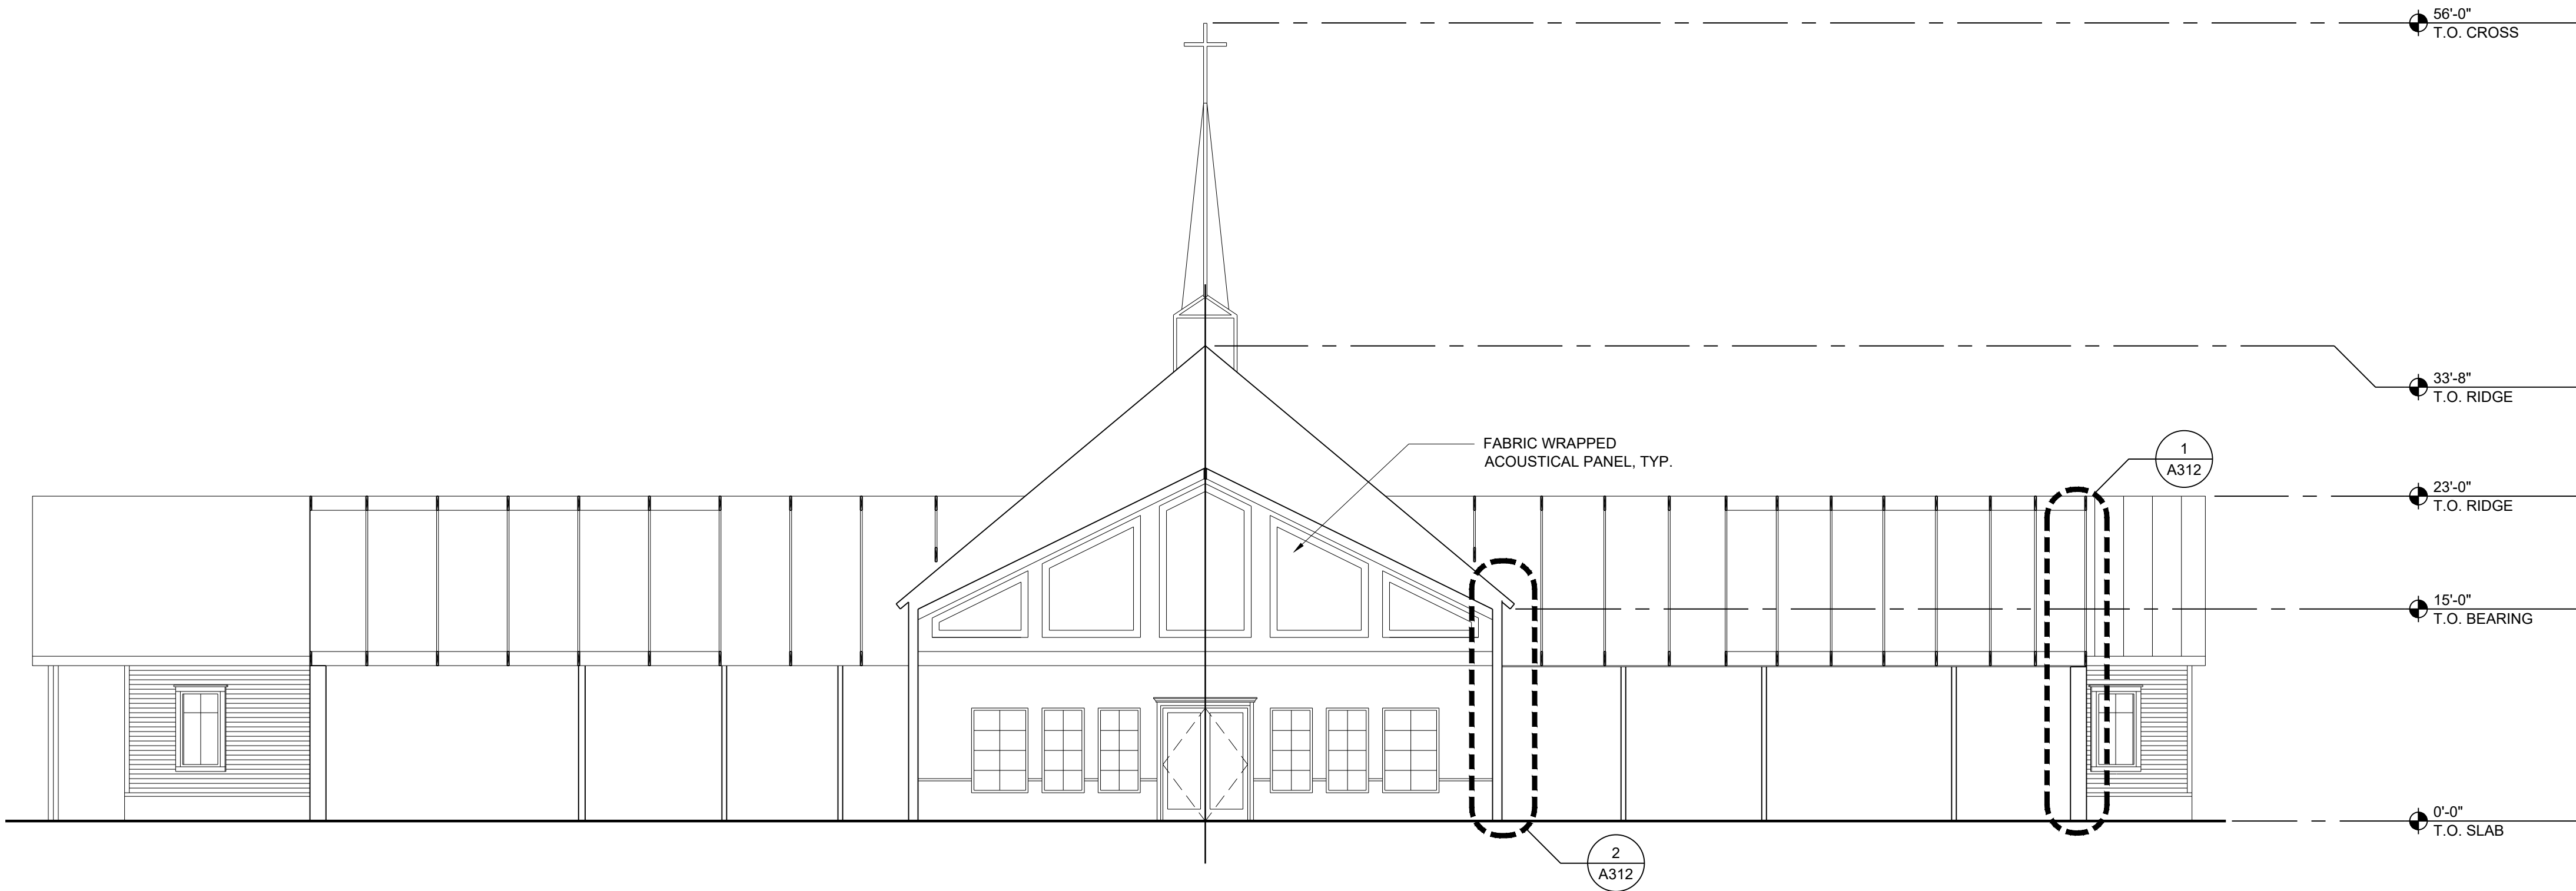 56'-0"
T.O. CROSS
33'-8"
T.O. RIDGE
FABRIC WRAPPED
ACOUSTICAL PANEL, TYP.
1
A312
23'-0"
T.O. RIDGE
15'-0"
T.O. BEARING
0'-0"
T.O. SLAB
2
A312